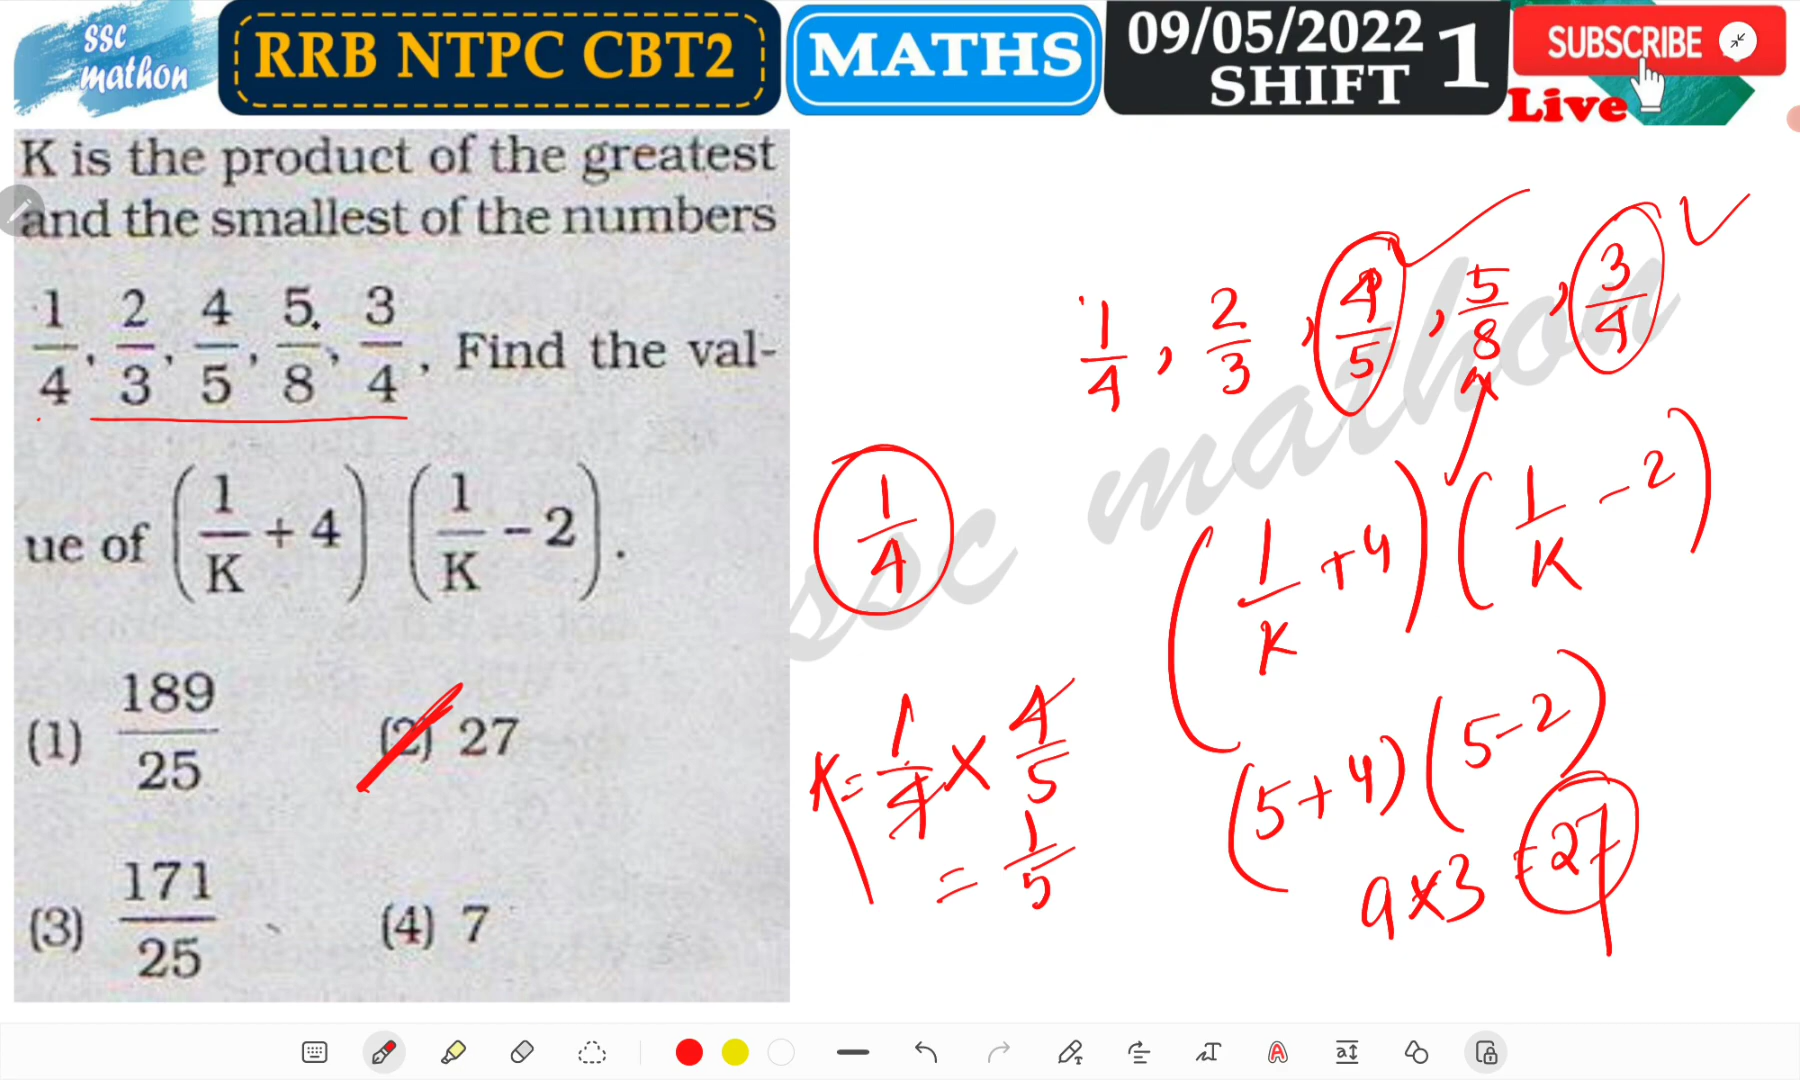 ssc
mathon
RRB NTPC CBT2
MATHS
09/05/2022
SHIFT 1
SUBSCRIBE
Live
K is the product of the greatest
and the smallest of the numbers
1/4, 2/3, 4/5, 5/8, 3/4, Find the val-
ue of (1/K + 4) (1/K - 2).
(1) 189/25
(2) 27
(3) 171/25
(4) 7
1/4, 2/3, 4/5, 5/8, 3/4
1/4
(1/K + 4) (1/K - 2)
K = 1/4 × 4/5
= 1/5
(5+4) (5-2)
9×3 = 27
ssc mathon